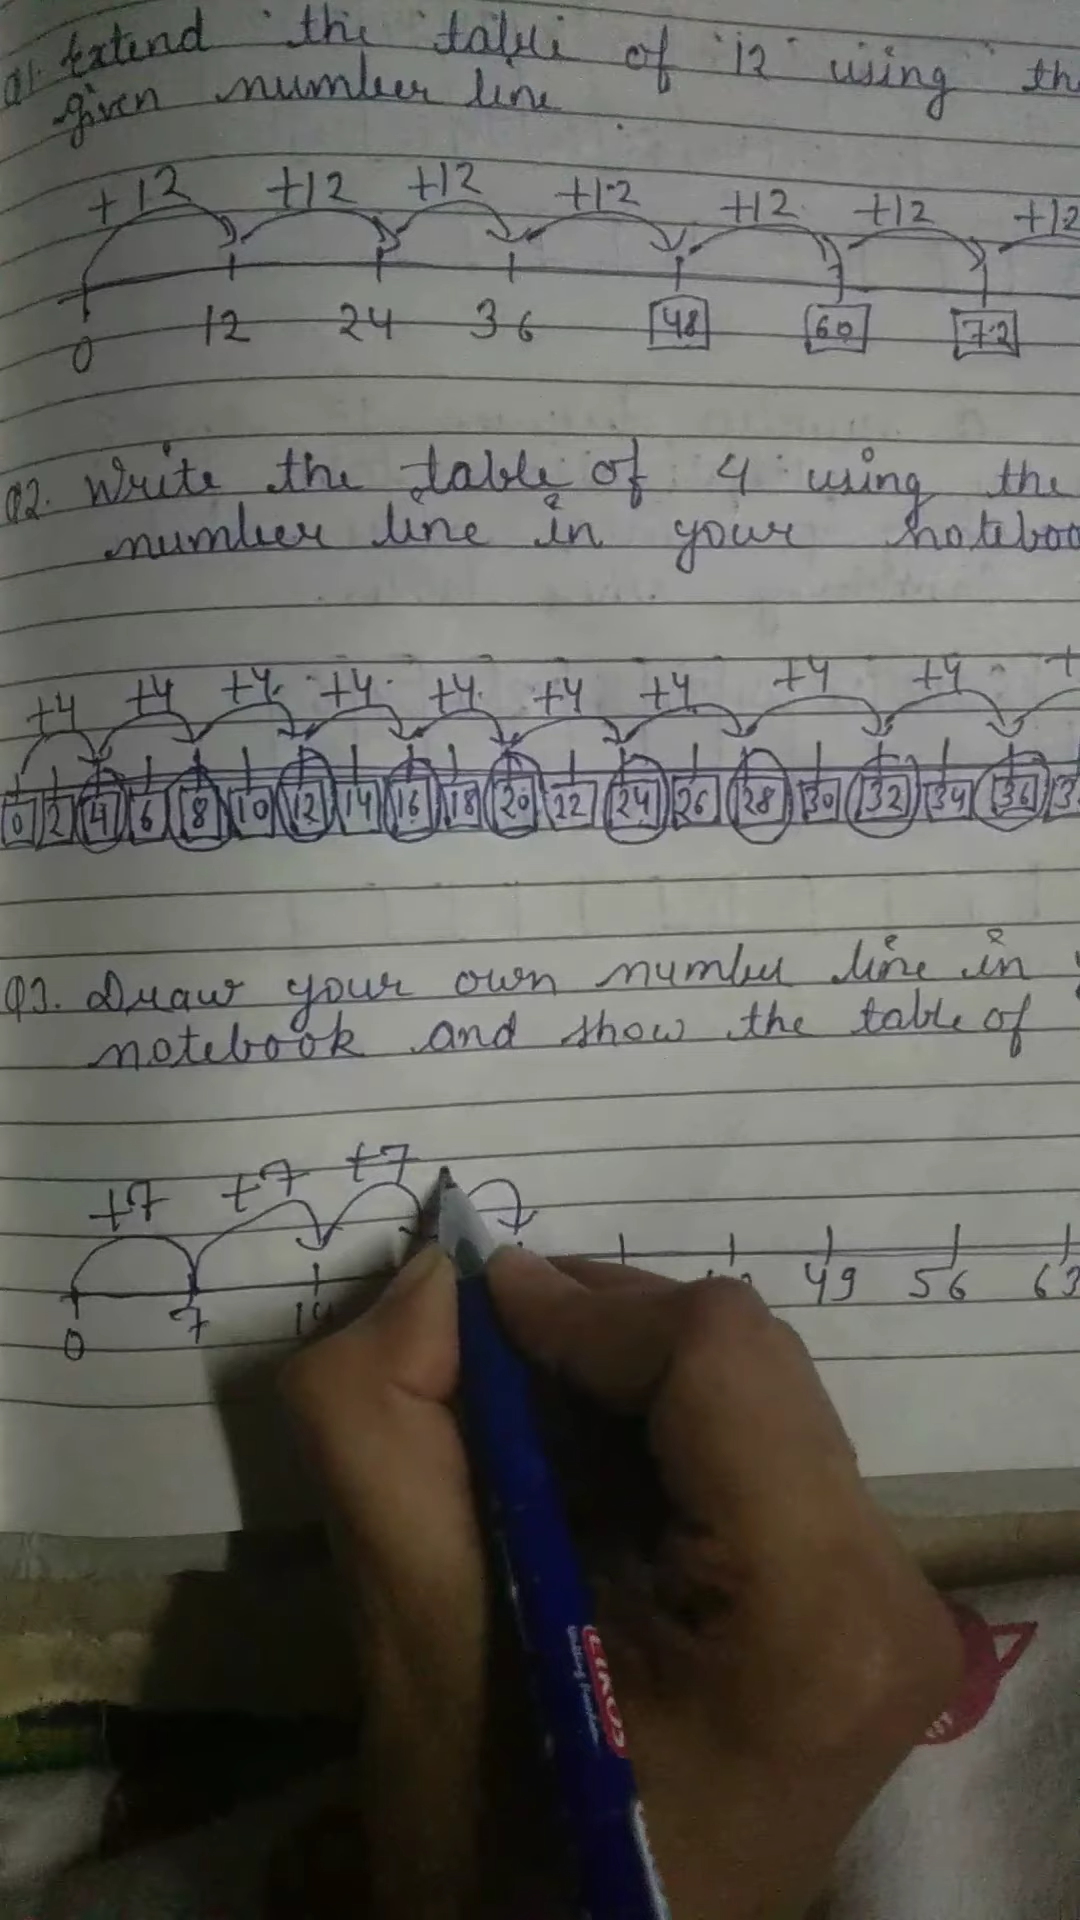 Q1. Extend the table of 12 using the
given number line
+12 +12 +12 +12 +12 +12 +12
0 12 24 36 48 60 72
Q2. Write the table of 4 using the
number line in your
+4 +4 +4 +4 +4 +4 +4 +4 +4 +
0 2 4 6 8 10 12 14 16 18 20 22 24 26 28 30 32 34 36 3
Q3. Draw your own number line in
notebook and show the table of
+7 +7 +7
0 7 14 49 56 63